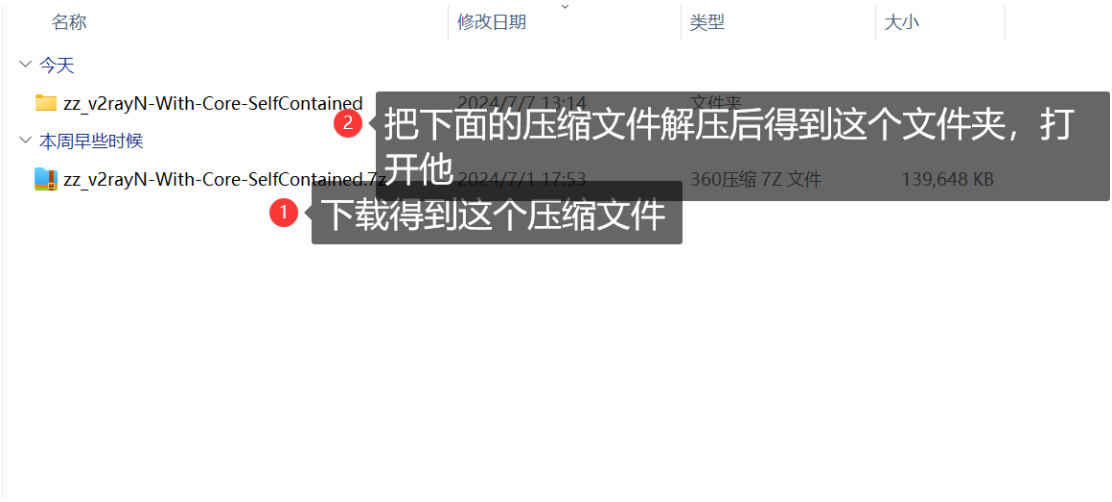 名称 修改日期 类型 大小
今天
zz_v2rayN-With-Core-SelfContained 2024/7/7 13:14 文件夹
2 把下面的压缩文件解压后得到这个文件夹，打
开他
本周早些时候
zz_v2rayN-With-Core-SelfContained.7z 2024/7/1 17:53 360压缩 7Z 文件 139,648 KB
1 下载得到这个压缩文件